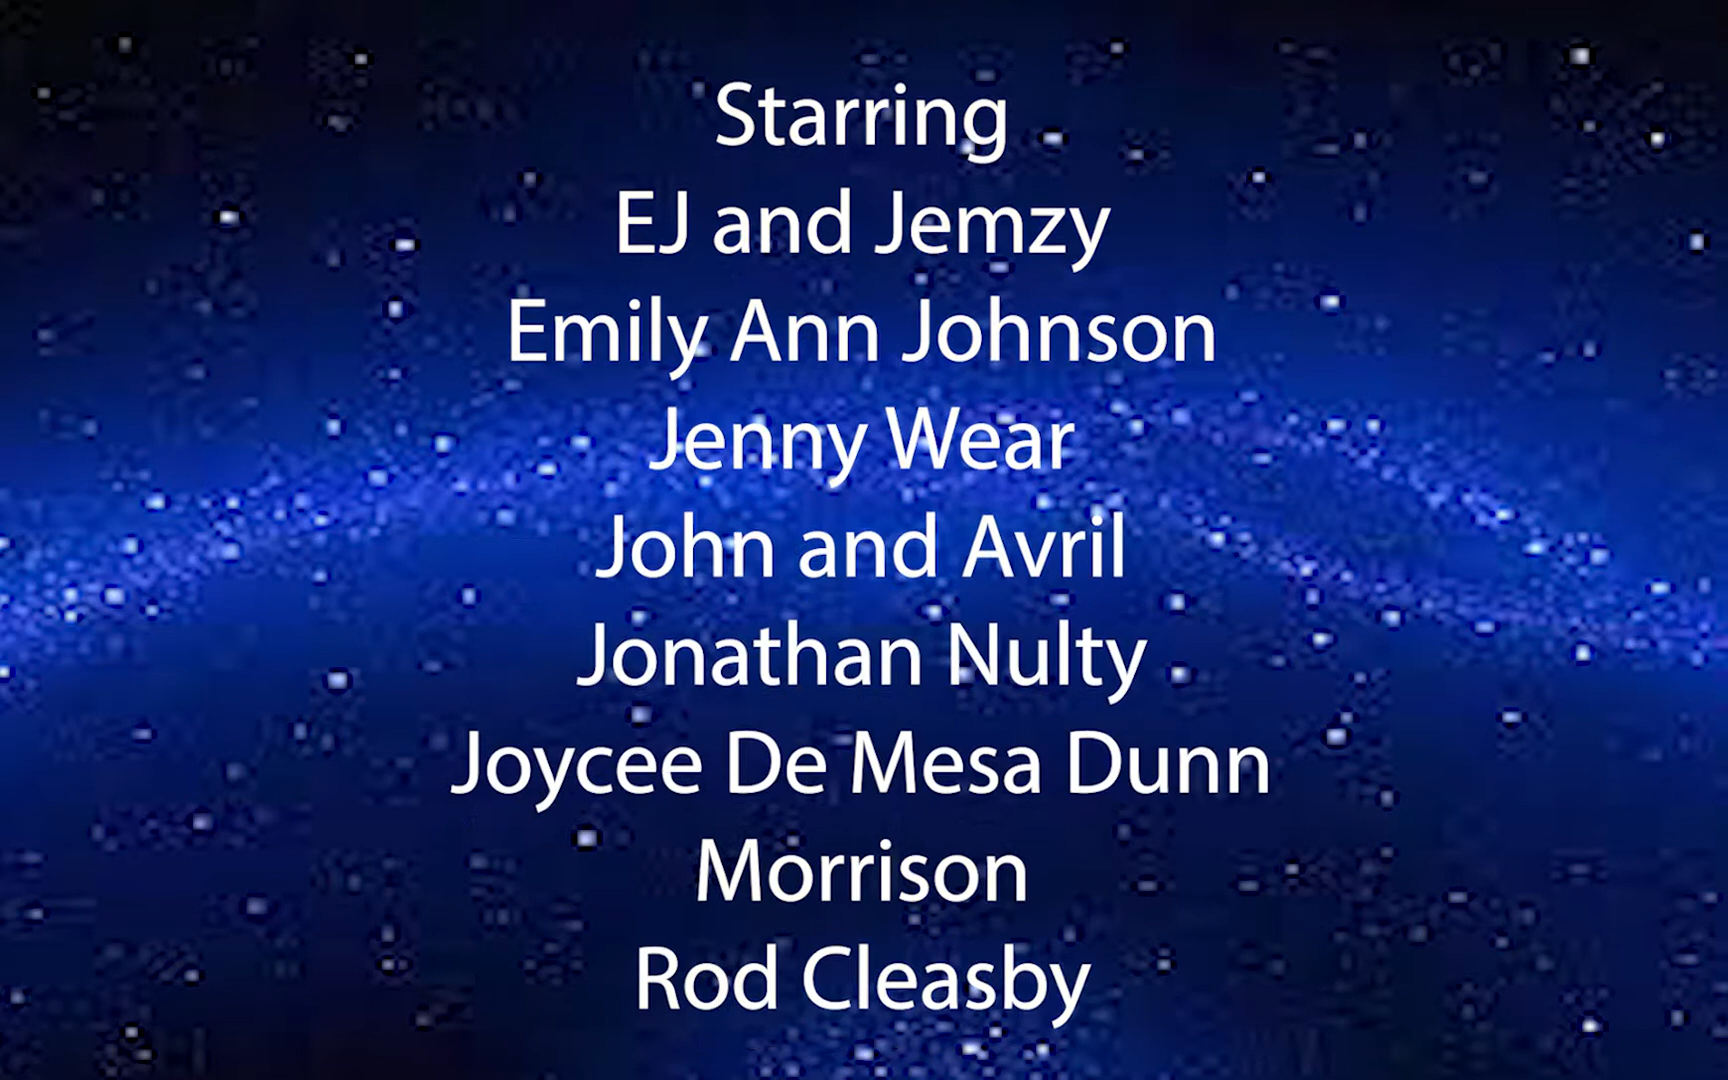 Starring
EJ and Jemzy
Emily Ann Johnson
Jenny Wear
John and Avril
Jonathan Nulty
Joycee De Mesa Dunn
Morrison
Rod Cleasby